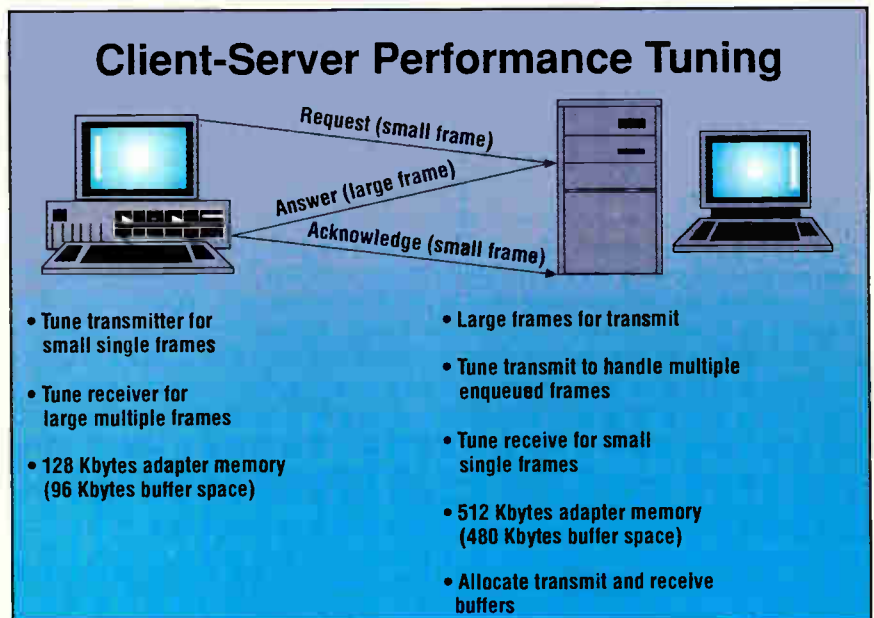 Client-Server Performance Tuning
Request (small frame)
Answer (large frame)
Acknowledge (small frame)
• Tune transmitter for
small single frames
• Tune receiver for
large multiple frames
• 128 Kbytes adapter memory
(96 Kbytes buffer space)
• Large frames for transmit
• Tune transmit to handle multiple
enqueued frames
• Tune receive for small
single frames
• 512 Kbytes adapter memory
(480 Kbytes buffer space)
• Allocate transmit and receive
buffers